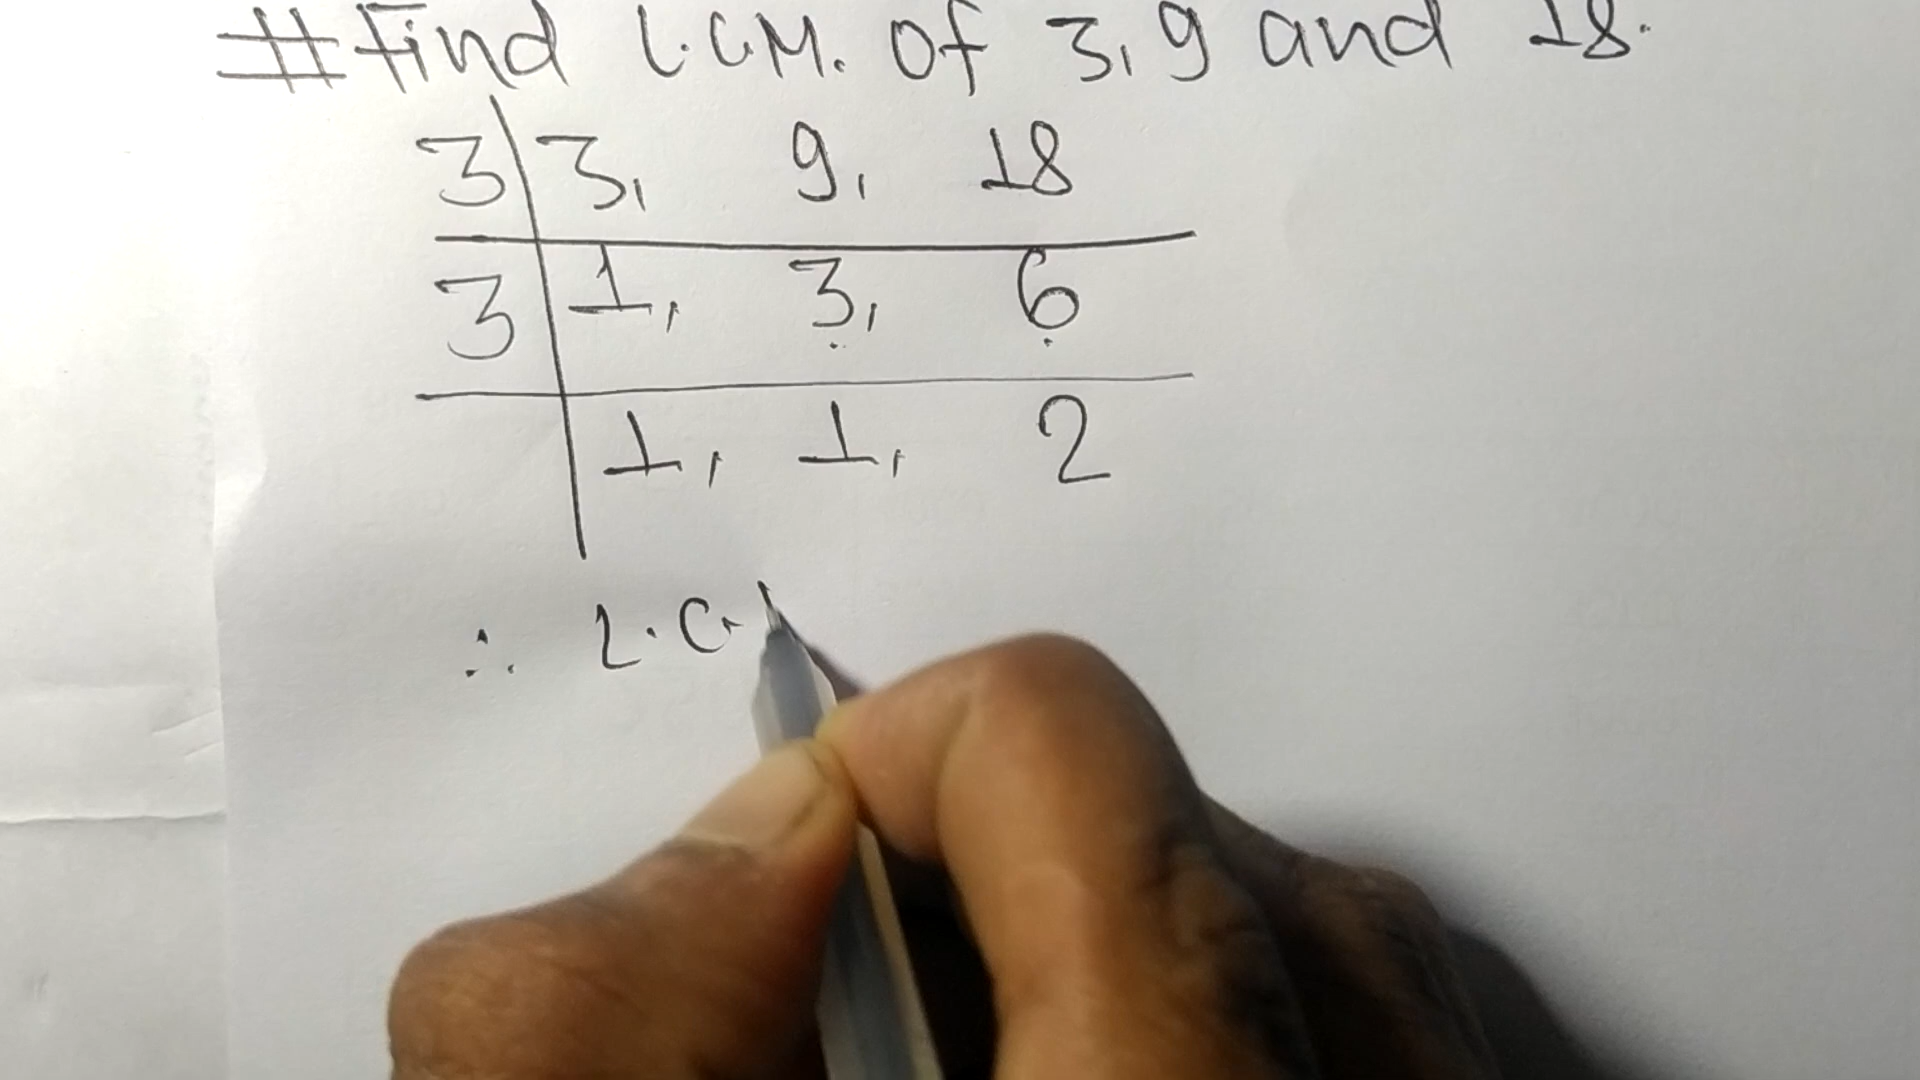 #Find L.C.M. of 3, 9 and 18.
3 3, 9, 18
3 1, 3, 6
1, 1, 2
∴ L.C.